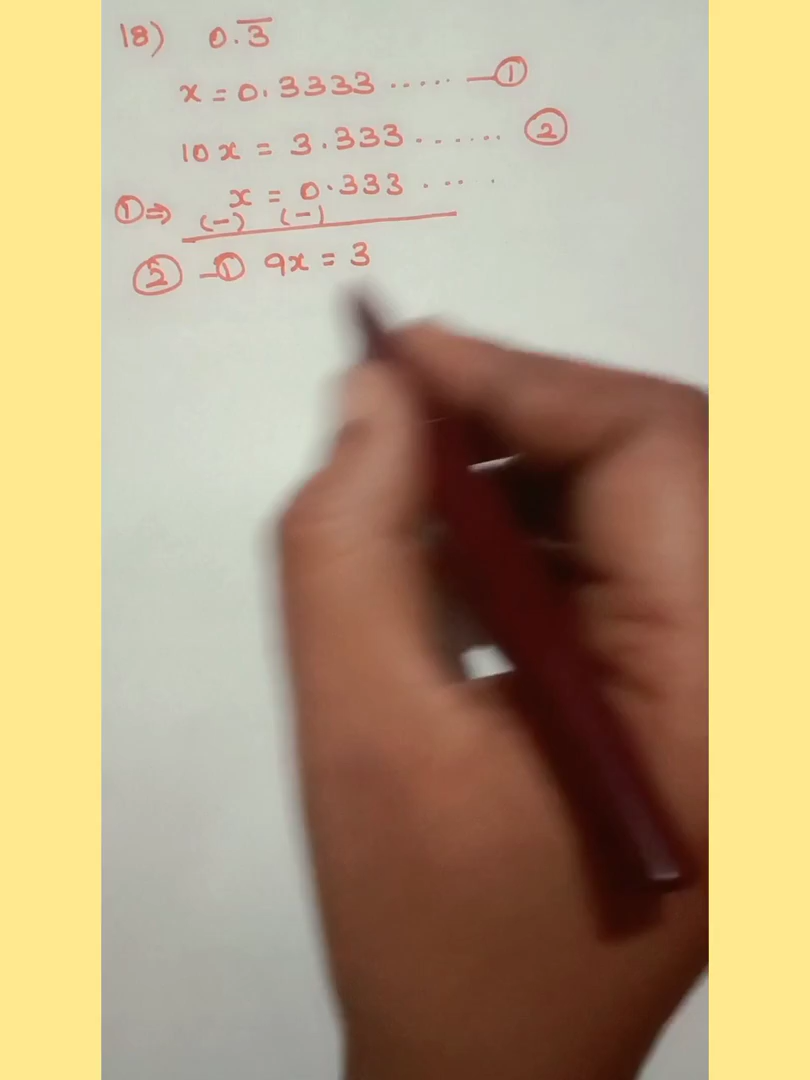 18) 0.3̅
x = 0.3333 ..... —①
10x = 3.333 ....... ②
①⇒ x = 0.333 .... .
(-) (-)
② -① 9x = 3